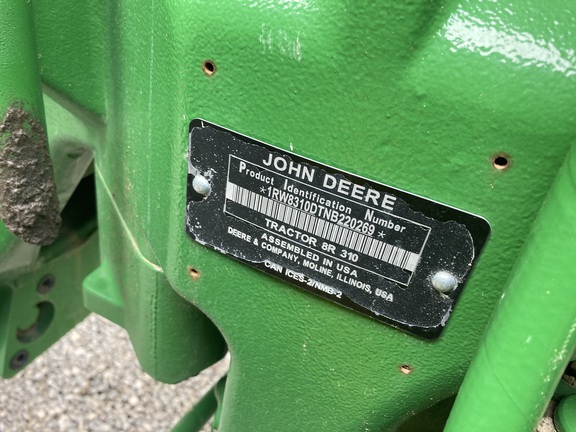 JOHN DEERE
Product Identification Number
*1RW8310DTNB220269*
TRACTOR 8R 310
ASSEMBLED IN USA
DEERE & COMPANY, MOLINE, ILLINOIS, USA
CAN ICES-2/NMB-2